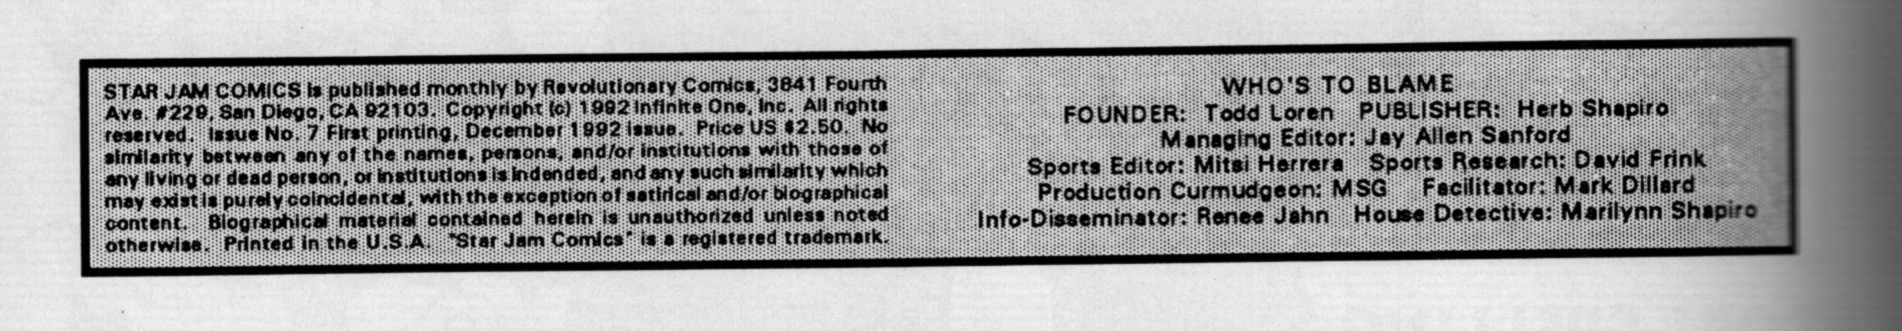 STAR JAM COMICS is published monthly by Revolutionary Comics, 3841 Fourth
Ave. #229, San Diego, CA 92103. Copyright (c) 1992 Infinite One, Inc. All rights
reserved. Issue No. 7 First printing, December 1992 issue. Price US $2.50. No
similarity between any of the names, persons, and/or institutions with those of
any living or dead person, or institutions is indended, and any such similarity which
may exist is purely coincidental, with the exception of satirical and/or biographical
content. Biographical material contained herein is unauthorized unless noted
otherwise. Printed in the U.S.A. "Star Jam Comics" is a registered trademark.
WHO'S TO BLAME
FOUNDER: Todd Loren PUBLISHER: Herb Shapiro
Managing Editor: Jay Allen Sanford
Sports Editor: Mitsi Herrera Sports Research: David Frink
Production Curmudgeon: MSG Facilitator: Mark Dillard
Info-Disseminator: Renee Jahn House Detective: Marilynn Shapiro